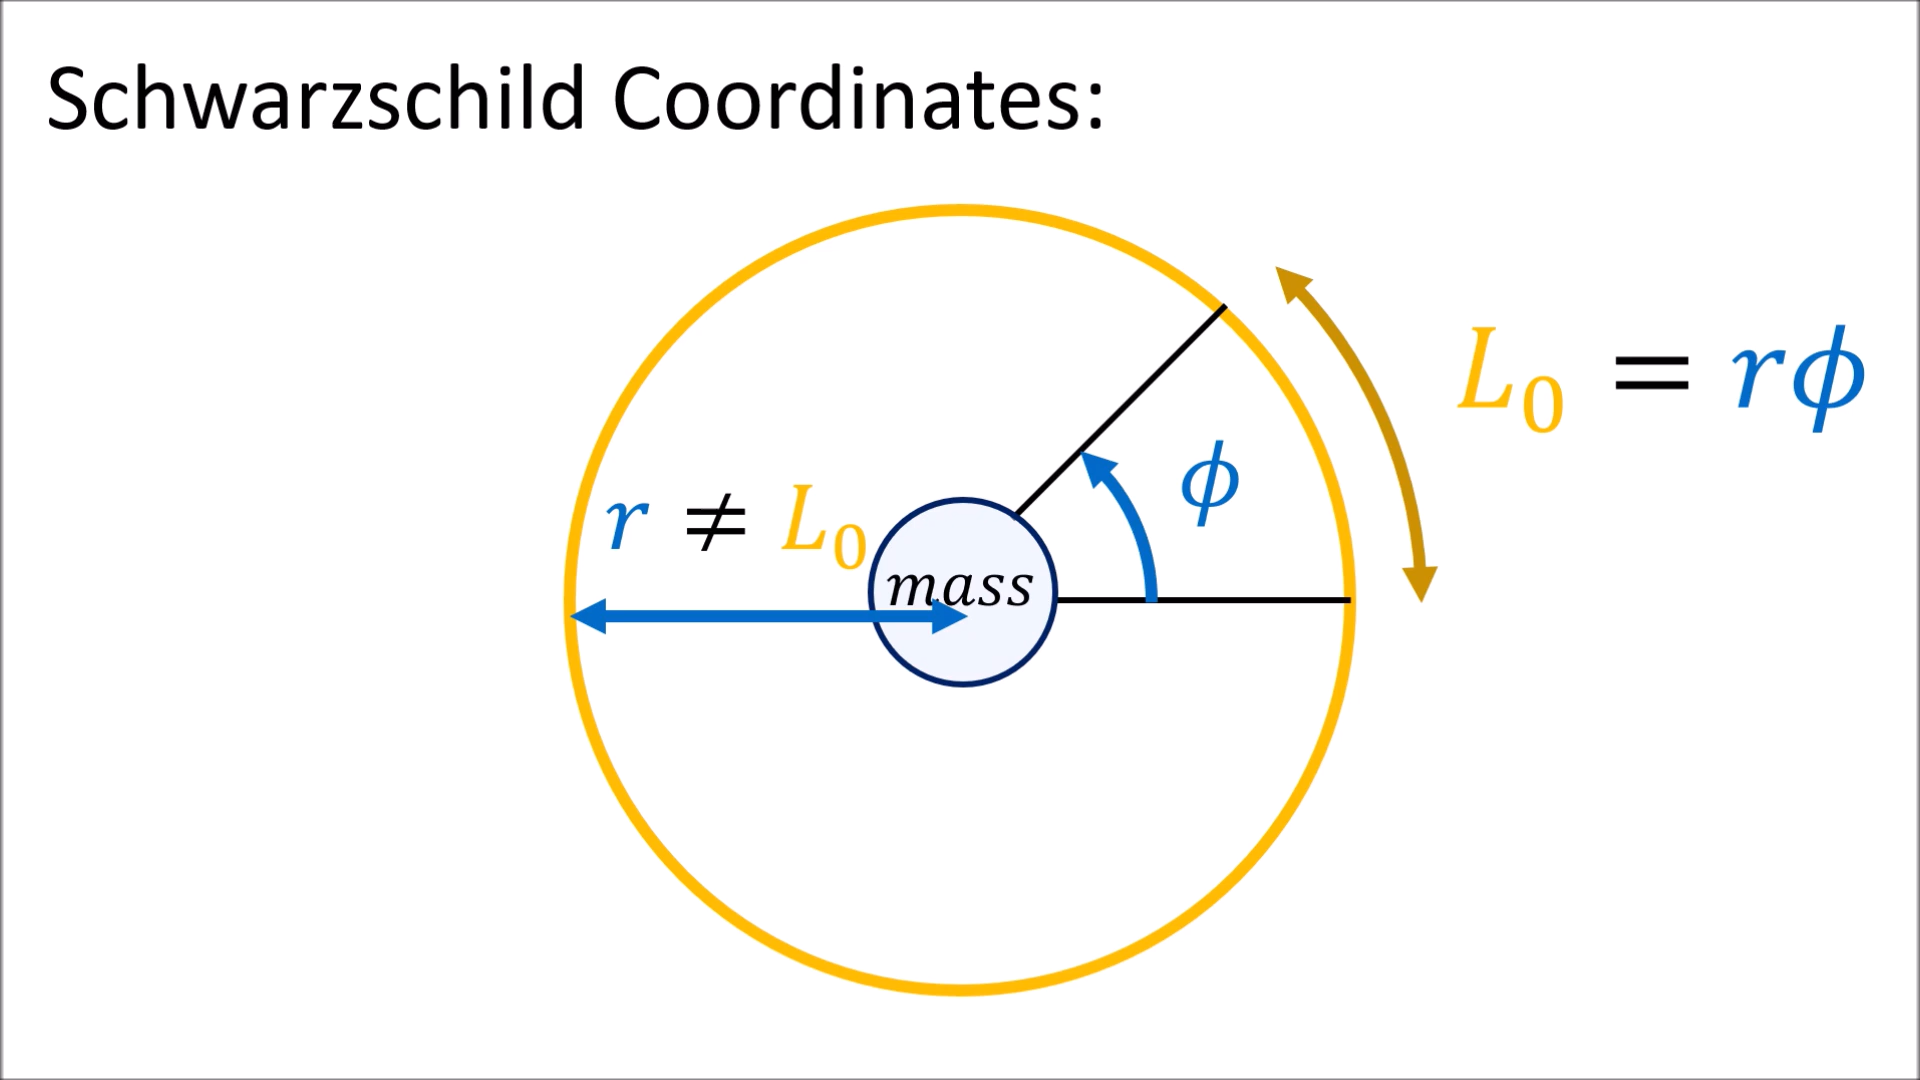 Schwarzschild Coordinates:
L₀ = rϕ
ϕ
r ≠ L₀
mass